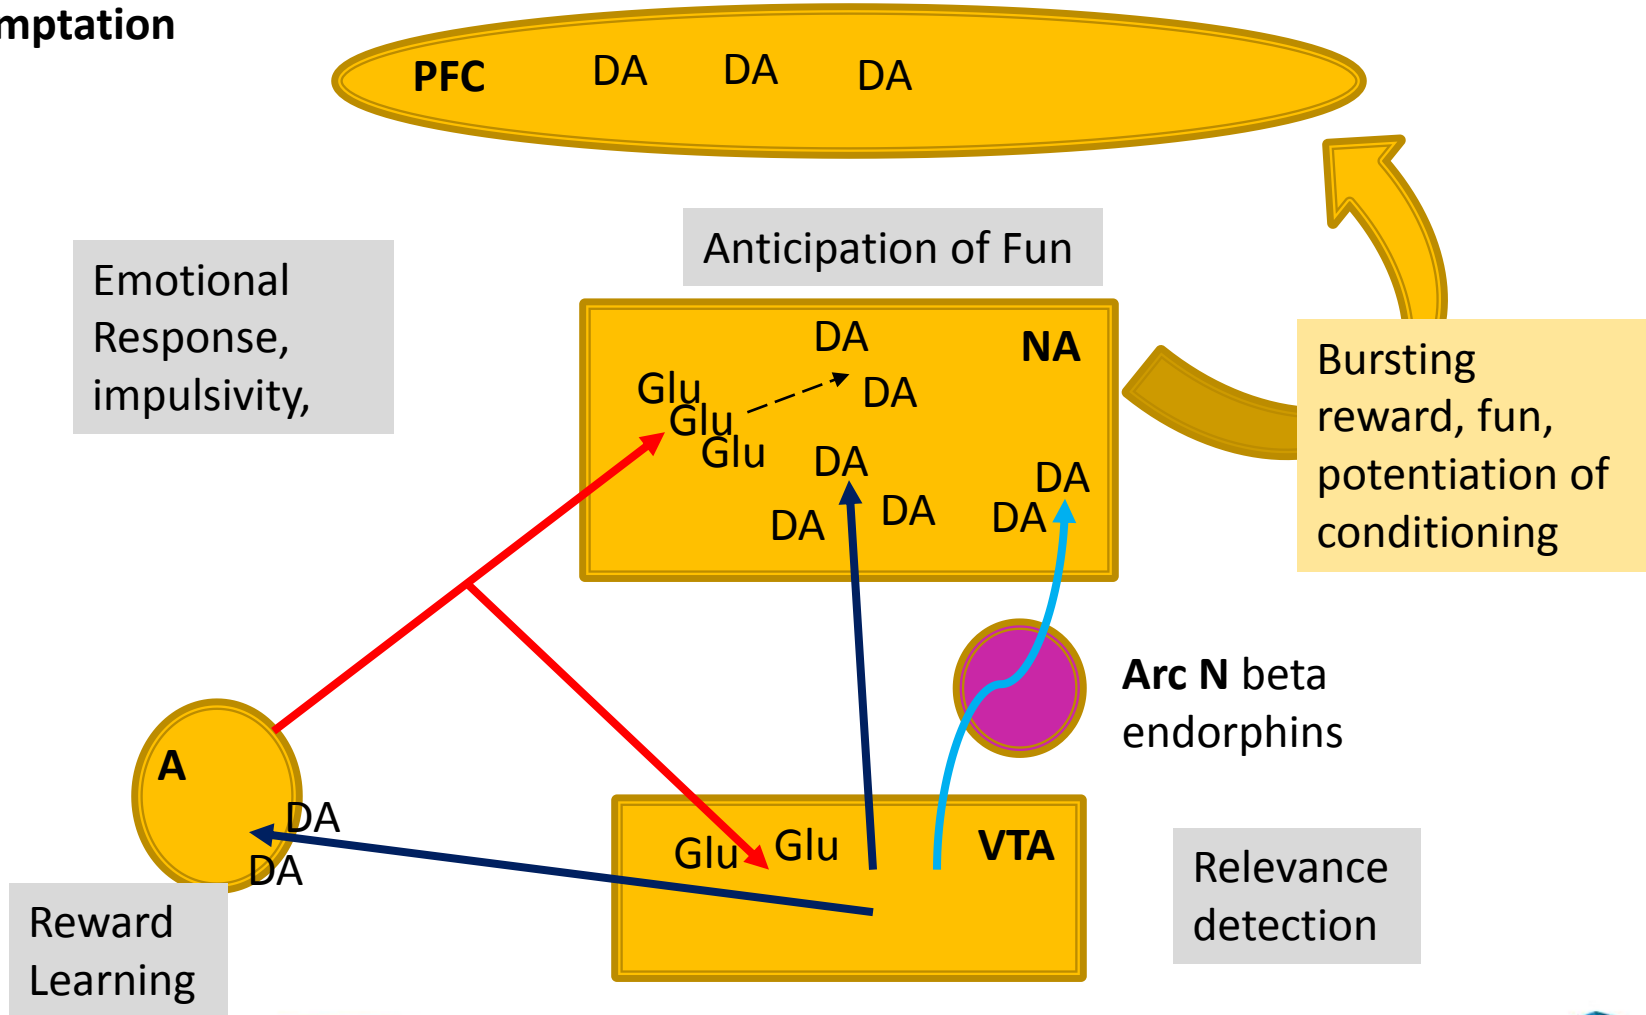 mptation
PFC DA DA DA
Anticipation of Fun
Emotional
Response,
impulsivity,
DA
NA
Glu
DA
Glu
Glu
DA
DA
DA
DA
DA
Bursting
reward, fun,
potentiation of
conditioning
Arc N beta
endorphins
A
DA
DA
Glu Glu VTA
Relevance
detection
Reward
Learning